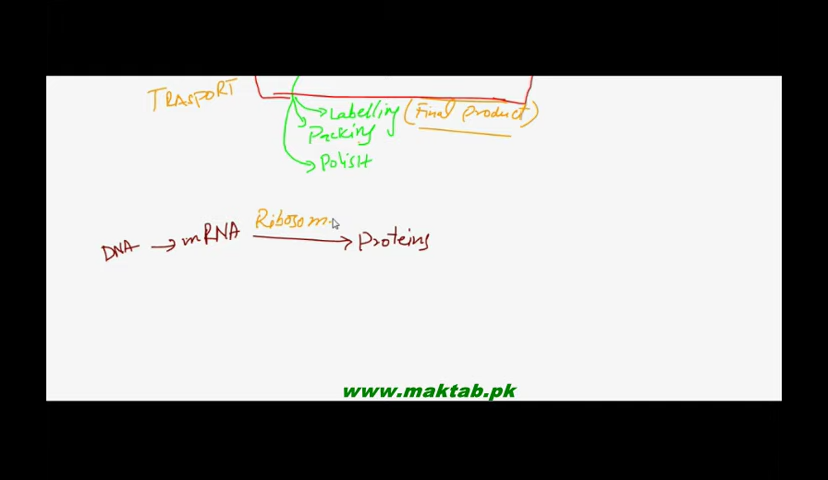 TRASPORT
Labelling (Final product)
Packing
Polish
Ribosom
DNA → mRNA → Proteins
www.maktab.pk